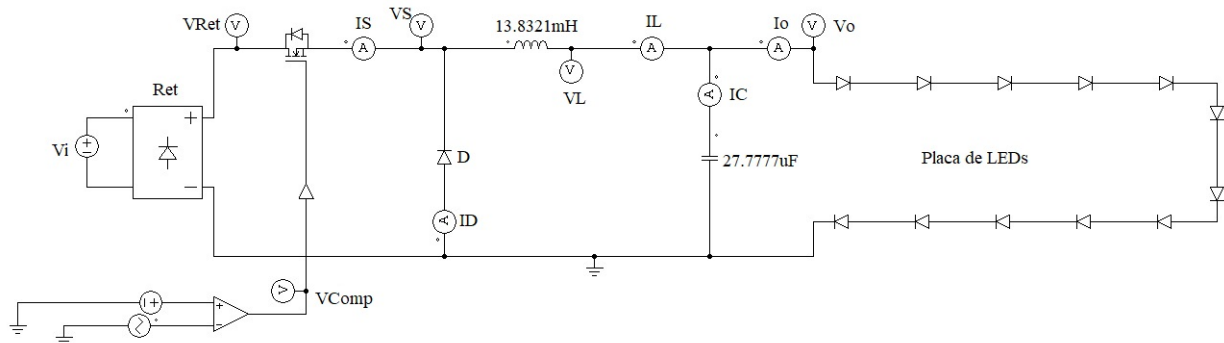 VRet
IS
VS
13.8321mH
IL
Io
Vo
V
V
V
A
A
A
Ret
VL
V
A
IC
Vi
D
27.7777uF
Placa de LEDs
A
ID
V
VComp